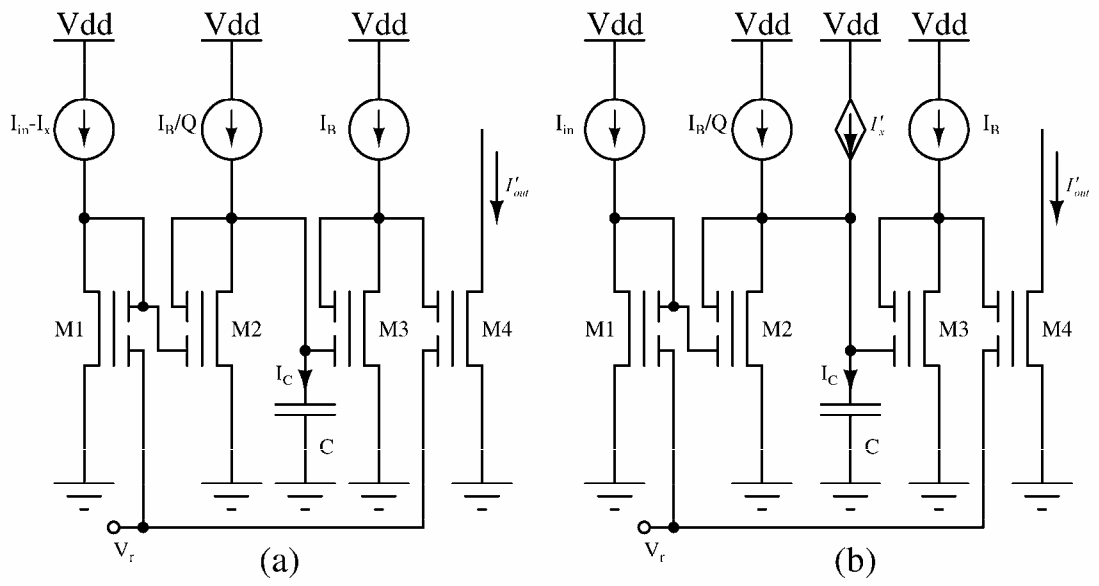 Vdd Vdd Vdd Vdd Vdd Vdd Vdd
I_in-I_x I_B/Q I_B I_in I_B/Q I'_x I_B
I'_out I'_out
M1 M2 M3 M4 M1 M2 M3 M4
I_C I_C
C C
V_r V_r
(a) (b)